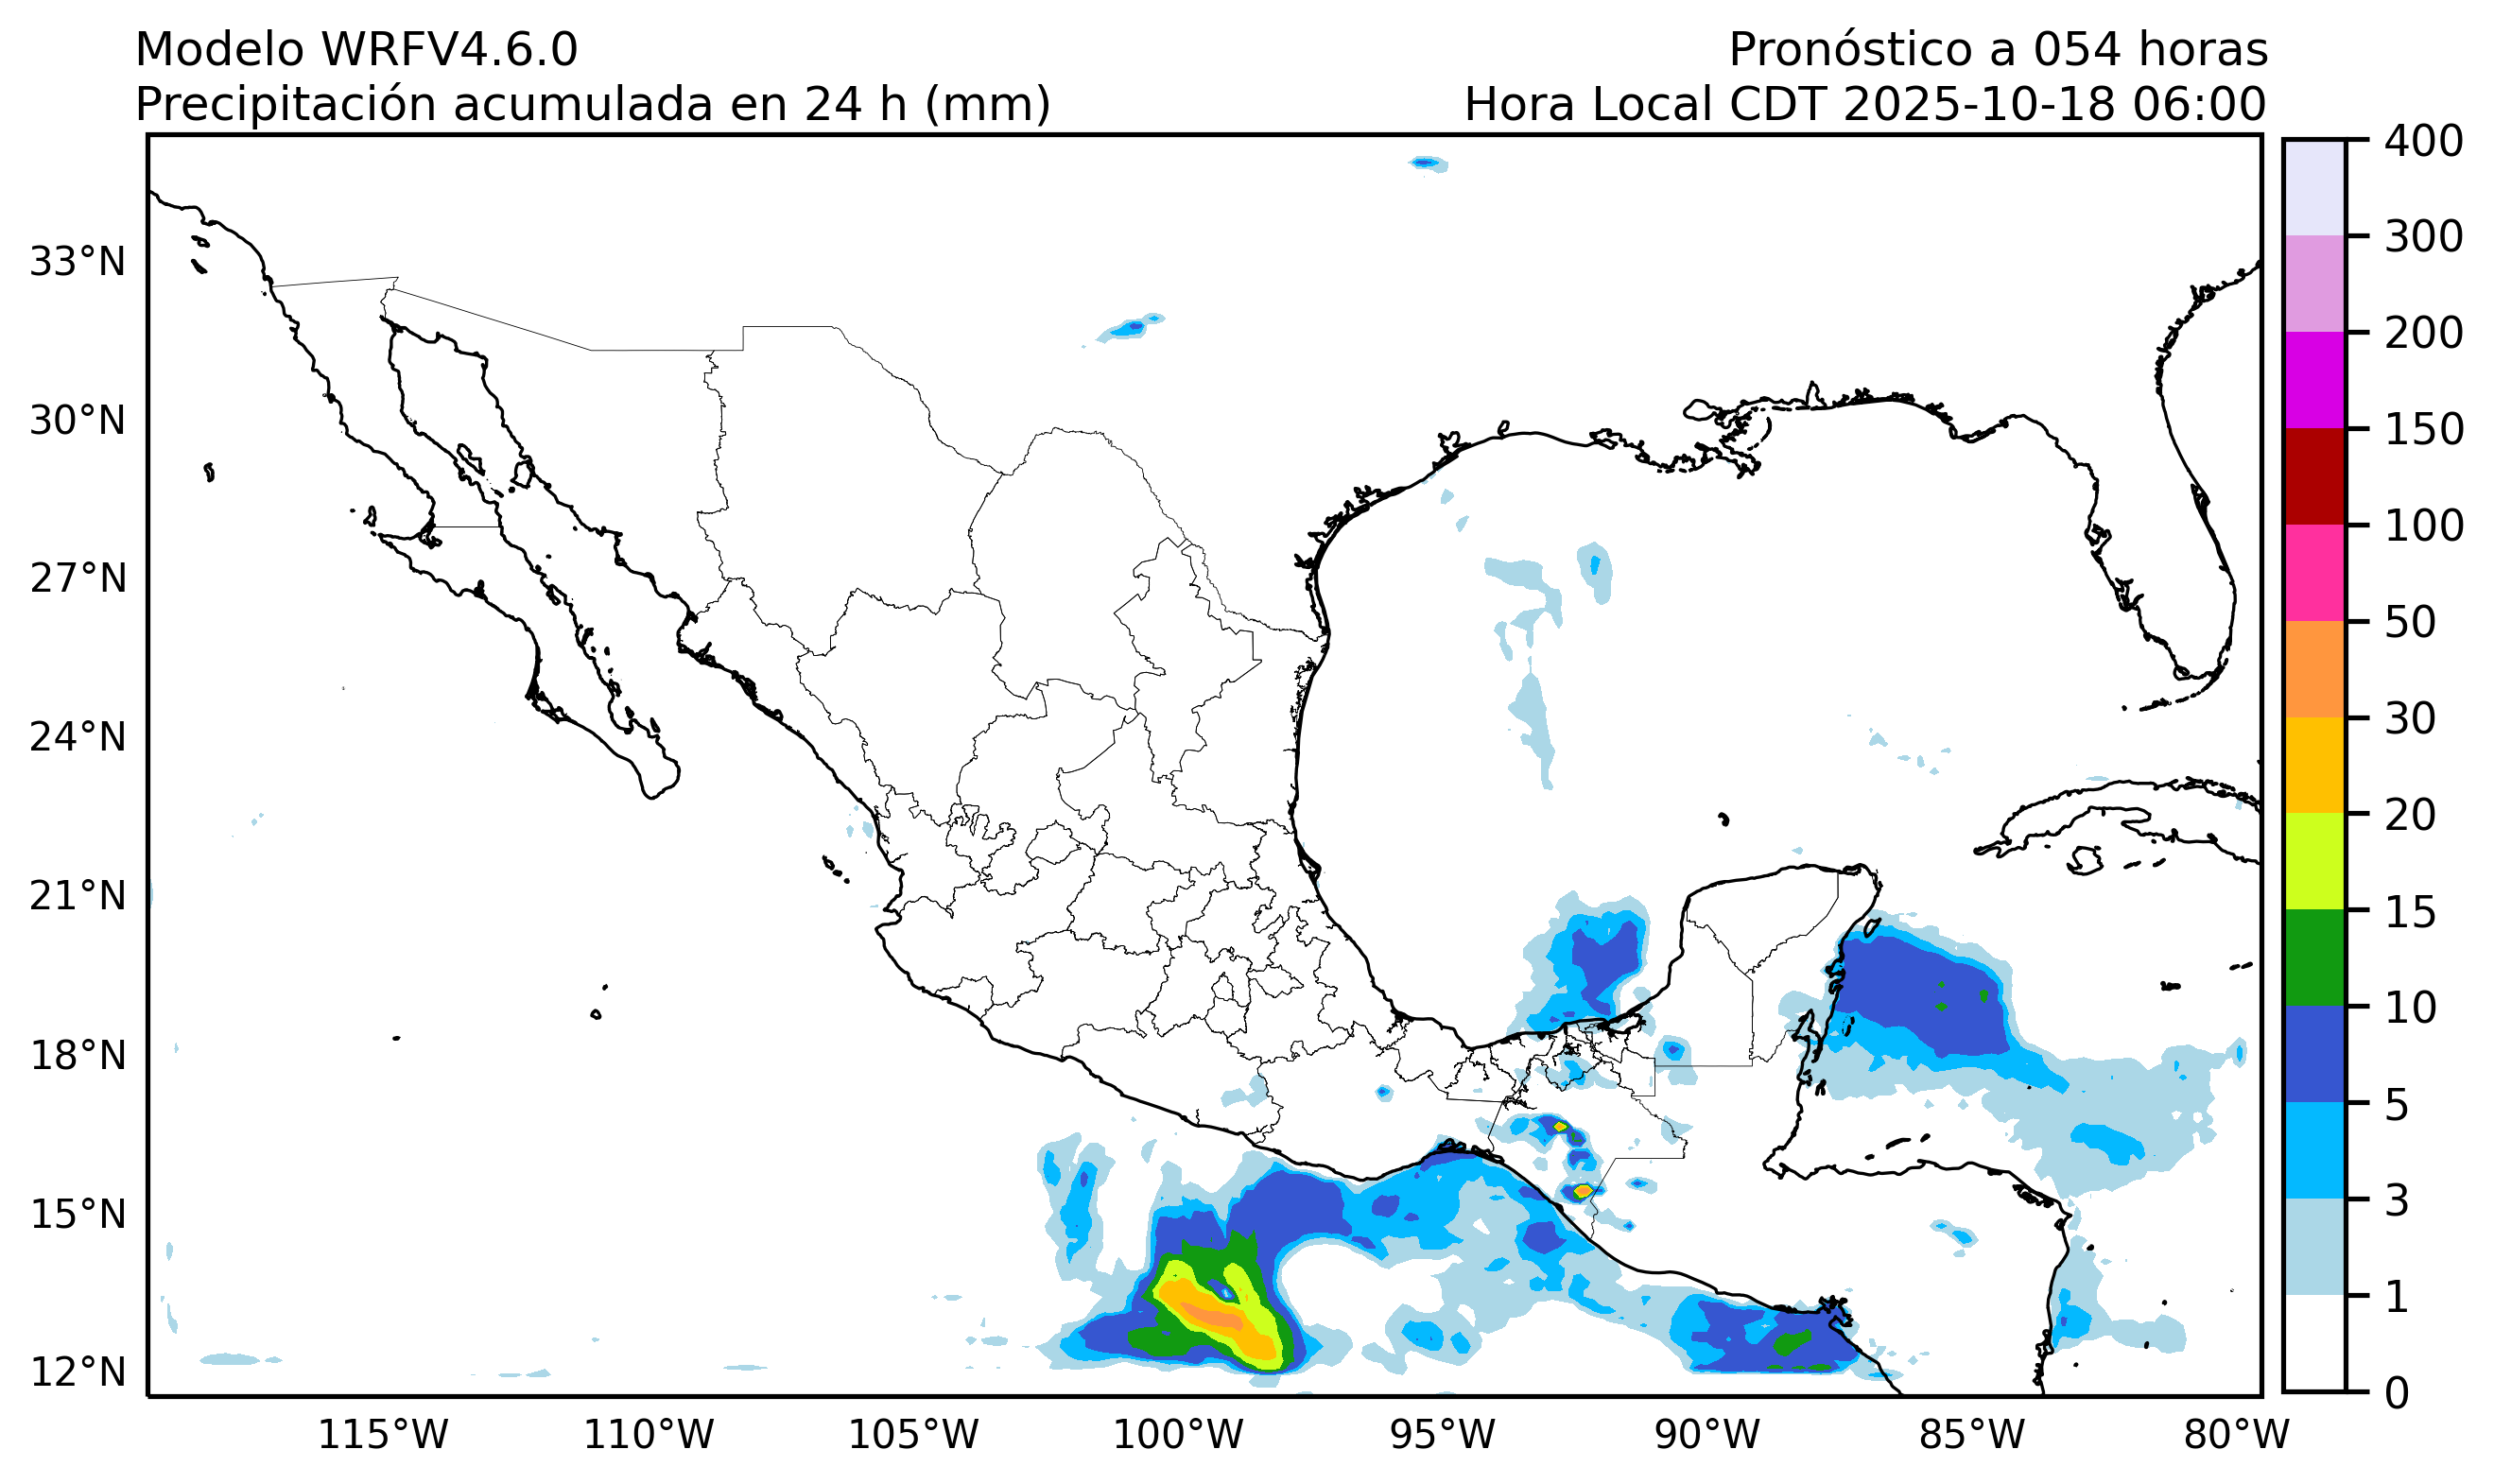 Modelo WRFV4.6.0
Pronóstico a 054 horas
Precipitación acumulada en 24 h (mm)
Hora Local CDT 2025-10-18 06:00
33°N
30°N
27°N
24°N
21°N
18°N
15°N
12°N
115°W
110°W
105°W
100°W
95°W
90°W
85°W
80°W
400
300
200
150
100
50
30
20
15
10
5
3
1
0